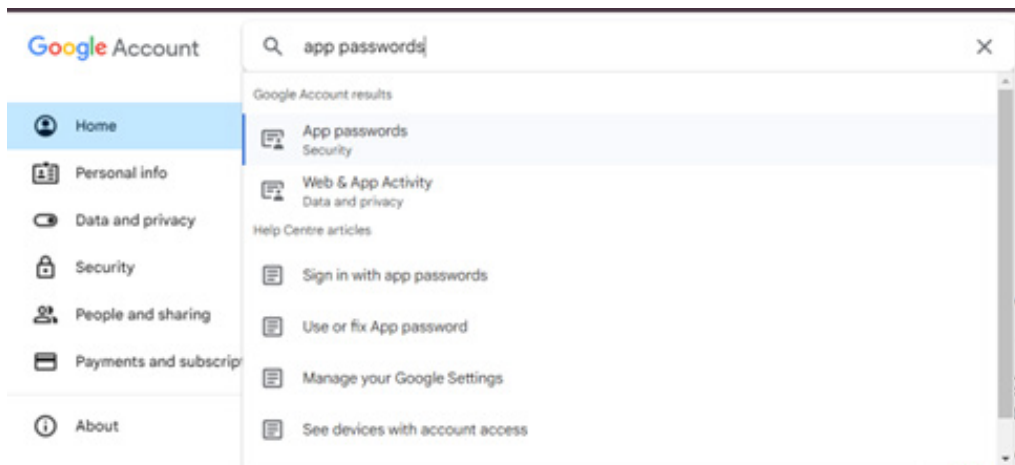 Google Account
app passwords
Google Account results
Home
App passwords
Security
Personal info
Web & App Activity
Data and privacy
Data and privacy
Help Centre articles
Security
Sign in with app passwords
People and sharing
Use or fix App password
Payments and subscrip
Manage your Google Settings
About
See devices with account access